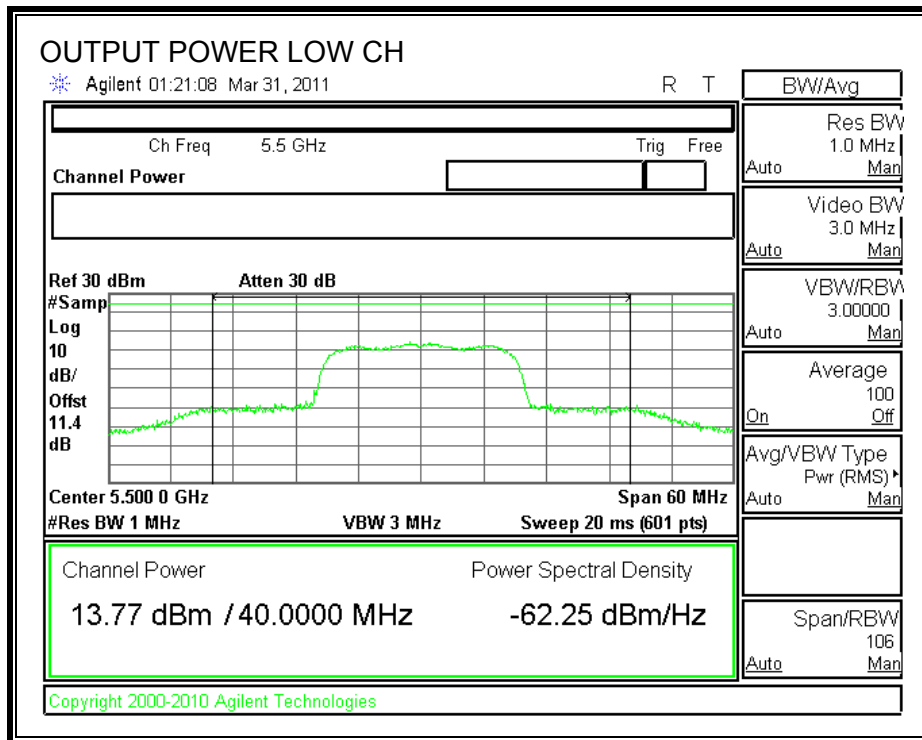 OUTPUT POWER LOW CH
Agilent 01:21:08 Mar 31, 2011 R T
BW/Avg
Ch Freq 5.5 GHz Trig Free
Channel Power
Res BW
1.0 MHz
Auto Man
Video BW
3.0 MHz
Auto Man
VBW/RBW
3.00000
Auto Man
Average
100
On Off
Avg/VBW Type
Pwr (RMS)
Auto Man
Span/RBW
106
Auto Man
Ref 30 dBm Atten 30 dB
#Samp
Log
10
dB/
Offst
11.4
dB
Center 5.500 0 GHz Span 60 MHz
#Res BW 1 MHz VBW 3 MHz Sweep 20 ms (601 pts)
Channel Power Power Spectral Density
13.77 dBm / 40.0000 MHz -62.25 dBm/Hz
Copyright 2000-2010 Agilent Technologies